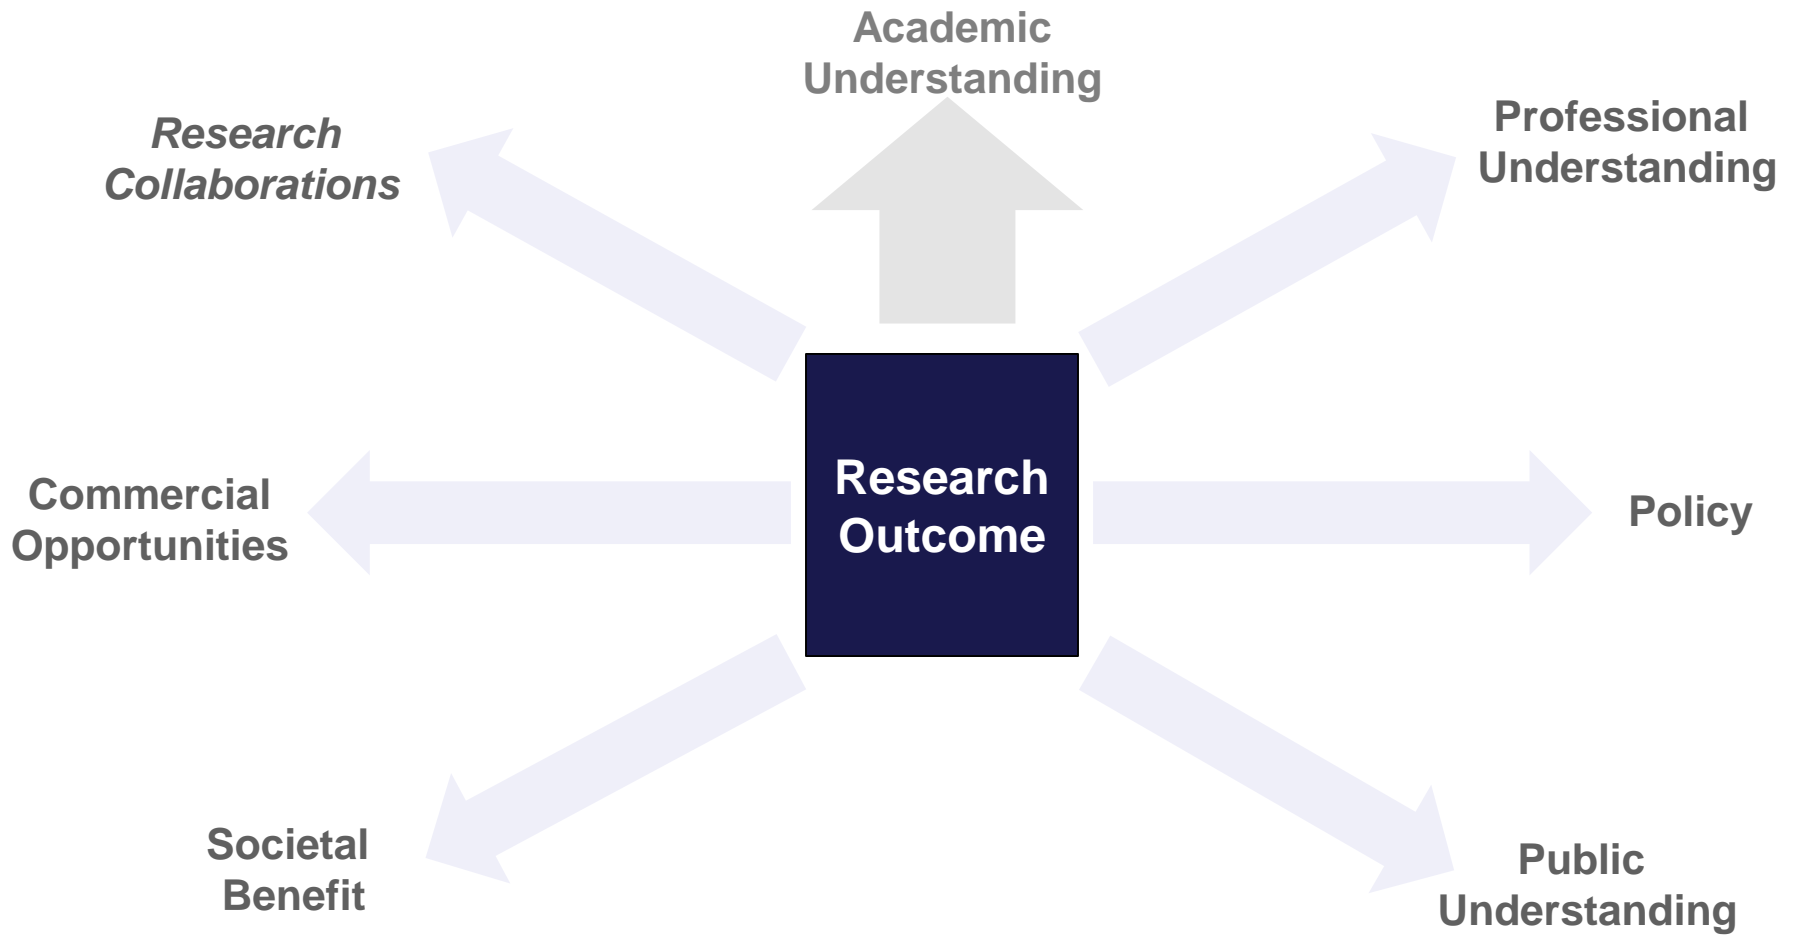 Academic
Understanding
Research
Collaborations
Professional
Understanding
Commercial
Opportunities
Research
Outcome
Policy
Societal
Benefit
Public
Understanding